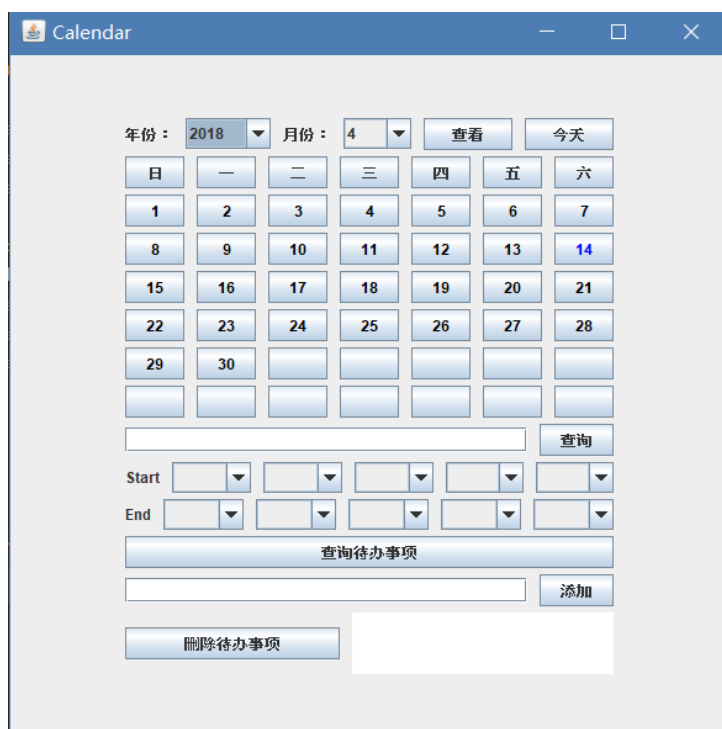 Calendar
年份： 2018 月份： 4 查看 今天
日 一 二 三 四 五 六
1 2 3 4 5 6 7
8 9 10 11 12 13 14
15 16 17 18 19 20 21
22 23 24 25 26 27 28
29 30
查询
Start
End
查询待办事项
添加
删除待办事项